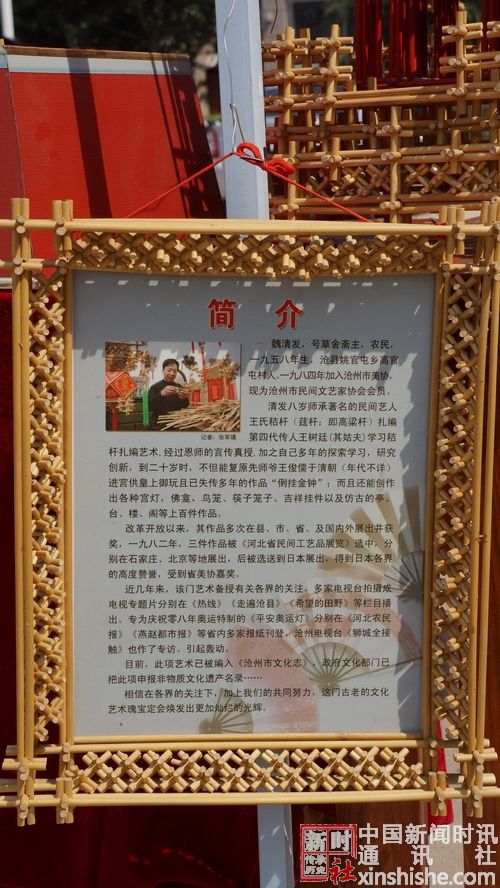 简 介
魏清发，号草舍斋主，农民，
一九五八年生，沧县姚官屯乡高官
屯村人。一九八四年加入沧州市美协，
现为沧州市民间文艺家协会会员。
清发八岁师承著名的民间艺人
王氏秸杆（莛杆：即高梁杆）扎编
第四代传人王树廷（其姑夫）学习秸
记者：张军
杆扎编艺术，经过恩师的言传真授，加之自己多年的探索学习，研究
创新，到二十岁时，不但能复原先师爷王俊儒于清朝（年代不详）
进宫供皇上御玩且已失传多年的作品“倒挂金钟”；而且还能创作
出各种宫灯，佛龛、鸟笼、筷子笼子、吉祥挂件以及仿古的亭、
台、楼、阁等上百件作品。
改革开放以来，其作品多次在县、市、省、及国内外展出并获
奖，一九八二年，三件作品被《河北省民间工艺品展览》选中，分
别在石家庄、北京等地展出，后被选送到日本展出，得到日本各界
的高度赞誉，受到省美协嘉奖。
近几年来，该门艺术备授有关各界的关注，多家电视台拍摄成
电视专题片分别在《热线》《走遍沧县》、《希望的田野》等栏目播
出。专为庆祝零八年奥运特制的《平安奥运灯》分别在《河北农民
报》《燕赵都市报》等省内多家报纸刊登，沧州电视台《狮城全接
触》也作了专访。引起轰动。
目前，此项艺术已被编入《沧州市文化志》，政府文化部门已
把此项申报非物质文化遗产名录……
相信在各界的关注下，加上我们的共同努力，这门古老的文化
艺术瑰宝定会焕发出更加灿烂的光辉。
新时
传承
历史
社
中国新闻时讯
通讯社
xinshishe.com